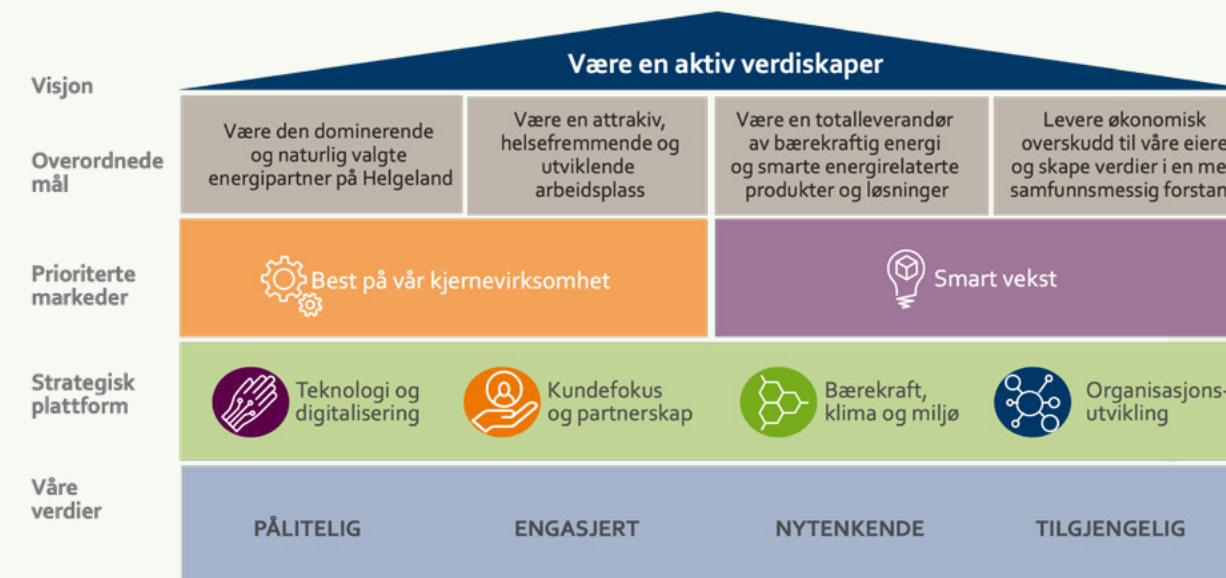 Visjon
Være en aktiv verdiskaper
Overordnede
mål
Være den dominerende
og naturlig valgte
energipartner på Helgeland
Være en attrakiv,
helsefremmende og
utviklende
arbeidsplass
Være en totalleverandør
av bærekraftig energi
og smarte energirelaterte
produkter og løsninger
Levere økonomisk
overskudd til våre eiere
og skape verdier i en
samfunnsmessig
Prioriterte
markeder
Best på vår kjernevirksomhet
Smart vekst
Strategisk
plattform
Teknologi og
digitalisering
Kundefokus
og partnerskap
Bærekraft,
klima og miljø
Organisasjons-
utvikling
Våre
verdier
PÅLITELIG
ENGASJERT
NYTENKENDE
TILGJENGELIG